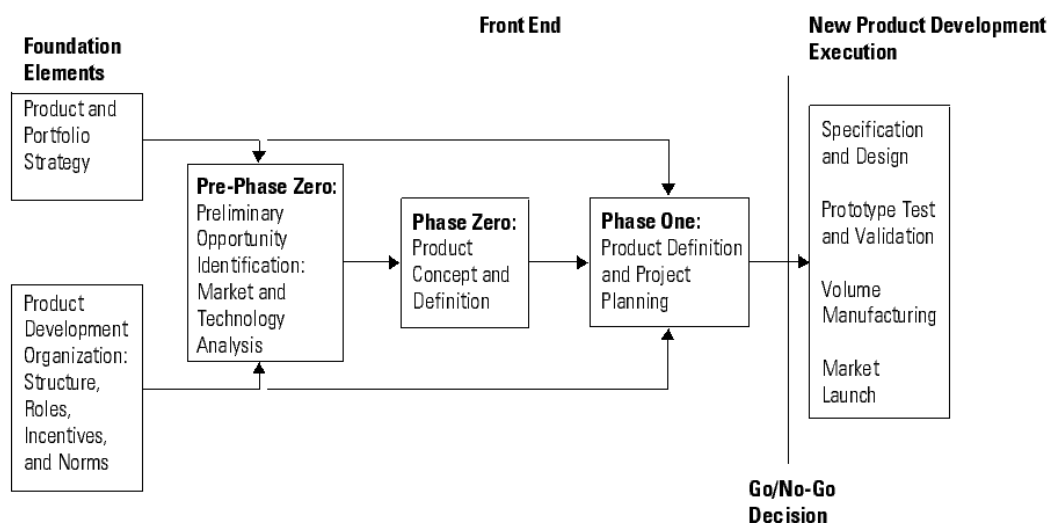 Front End
New Product Development
Execution
Foundation
Elements
Product and
Portfolio
Strategy
Product
Development
Organization:
Structure,
Roles,
Incentives,
and Norms
Pre-Phase Zero:
Preliminary
Opportunity
Identification:
Market and
Technology
Analysis
Phase Zero:
Product
Concept and
Definition
Phase One:
Product Definition
and Project
Planning
Specification
and Design
Prototype Test
and Validation
Volume
Manufacturing
Market
Launch
Go/No-Go
Decision